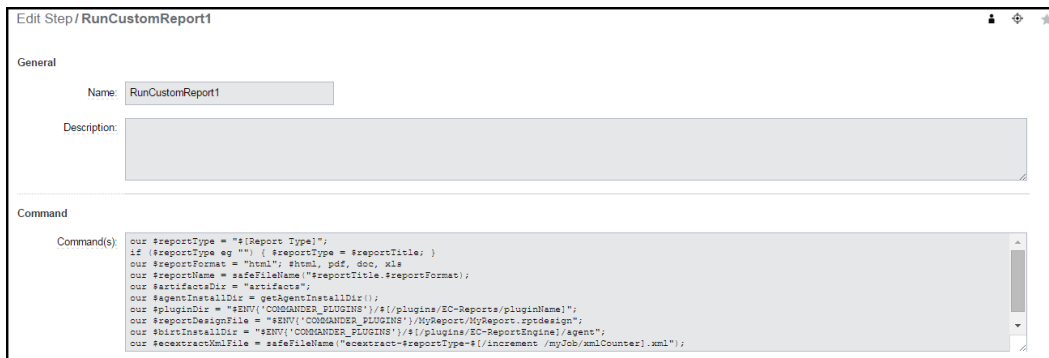 Edit Step / RunCustomReport1
General
Name: RunCustomReport1
Description:
Command
Command(s): our $reportType = "$[Report Type]";
if ($reportType eg "") { $reportType = $reportTitle; }
our $reportFormat = "html"; #html, pdf, doc, xls
our $reportName = safeFileName("$reportTitle.$reportFormat);
our $artifactsDir = "artifacts";
our $agentInstallDir = getAgentInstallDir();
our $pluginDir = "$ENV{'COMMANDER_PLUGINS'}/$[/plugins/EC-Reports/pluginName]";
our $reportDesignFile = "$ENV{'COMMANDER_PLUGINS'}/MyReport/MyReport.rptdesign";
our $birtInstallDir = "$ENV{'COMMANDER_PLUGINS'}/$[/plugins/EC-ReportEngine]/agent";
our $ecextractXmlFile = safeFileName("ecextract-$reportType-$[/increment /myJob/xmlCounter].xml");